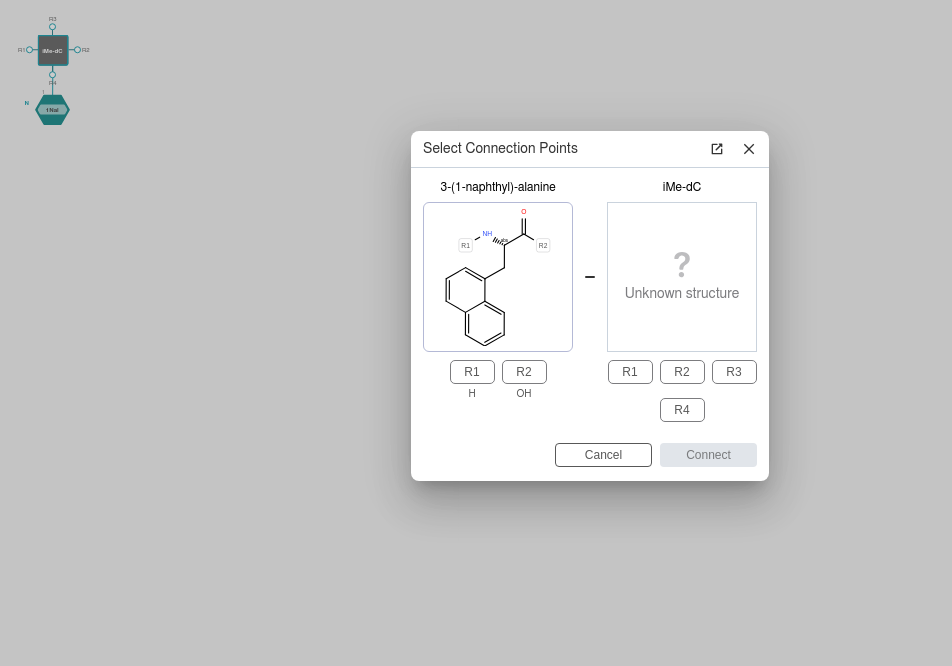 R3
R1
iMe-dC
R2
R4
1
N
1Nal
Select Connection Points
3-(1-naphthyl)-alanine
iMe-dC
O
NH
R1
R2
?
Unknown structure
R1
R2
H
OH
R1
R2
R3
R4
Cancel
Connect